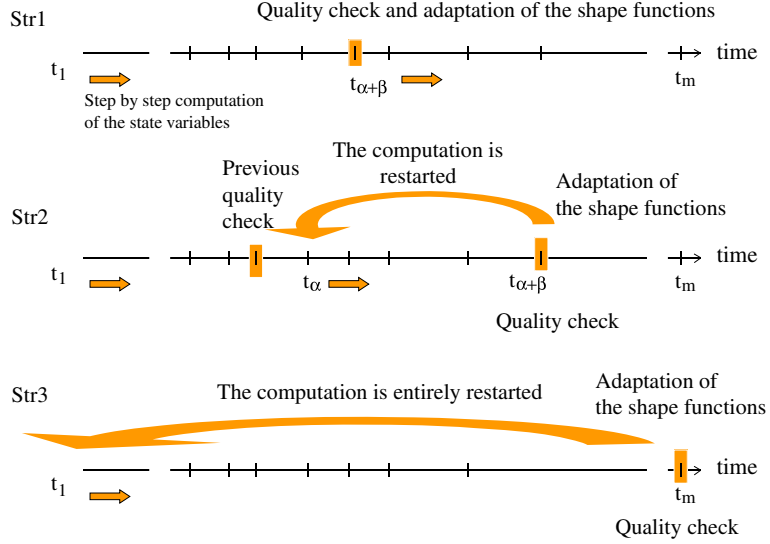 Quality check and adaptation of the shape functions
Str1
time
t1
tα+β
tm
Step by step computation
of the state variables
The computation is
restarted
Previous
quality
check
Adaptation of
the shape functions
Str2
time
t1
tα
tα+β
tm
Quality check
Str3
The computation is entirely restarted
Adaptation of
the shape functions
time
t1
tm
Quality check